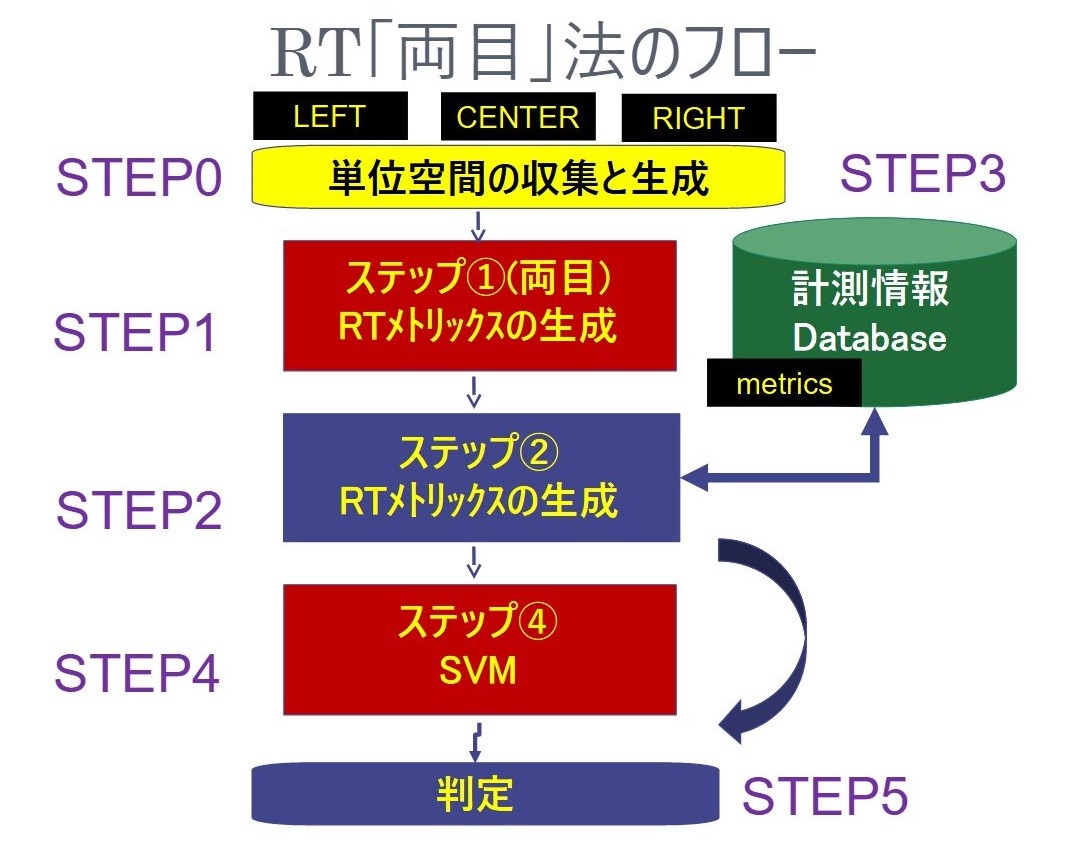 RT「両目」法のフロー
LEFT
CENTER
RIGHT
STEP0
単位空間の収集と生成
STEP3
ステップ①(両目)
RTﾒﾄﾘｯｸｽの生成
STEP1
計測情報
Database
metrics
ステップ②
RTﾒﾄﾘｯｸｽの生成
STEP2
ステップ④
SVM
STEP4
判定
STEP5